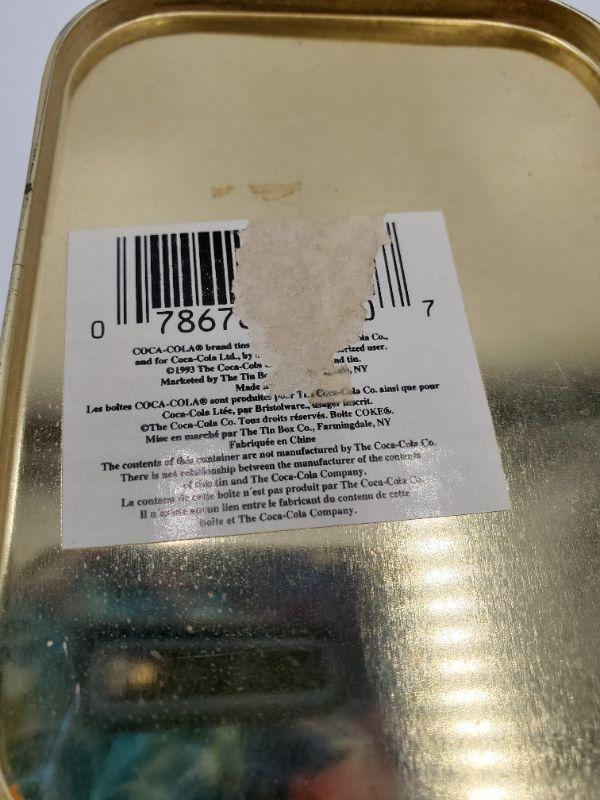 0 7867 0 7
COCA-COLA® brand tins Cola Co.,
and for Coca-Cola Ltd., by user.
©1993 The Coca-Cola tin.
Marketed by The Tin B , NY
Made
Les boîtes COCA-COLA® sont produites pour The Coca-Cola Co. ainsi que pour
Coca-Cola Ltée, par Bristolware, usager inscrit.
©The Coca-Cola Co. Tous droits réservés. Boîte COKE®.
Mise en marché par The Tin Box Co., Farmingdale, NY
Fabriquée en Chine
The contents of this container are not manufactured by The Coca-Cola Co.
There is not relationship between the manufacturer of the contents
of this tin and The Coca-Cola Company.
La contenu de cette boîte n'est pas produit par The Coca-Cola Co.
Il n'existe aucun lien entre le fabricant du contenu de cette
boîte et The Coca-Cola Company.